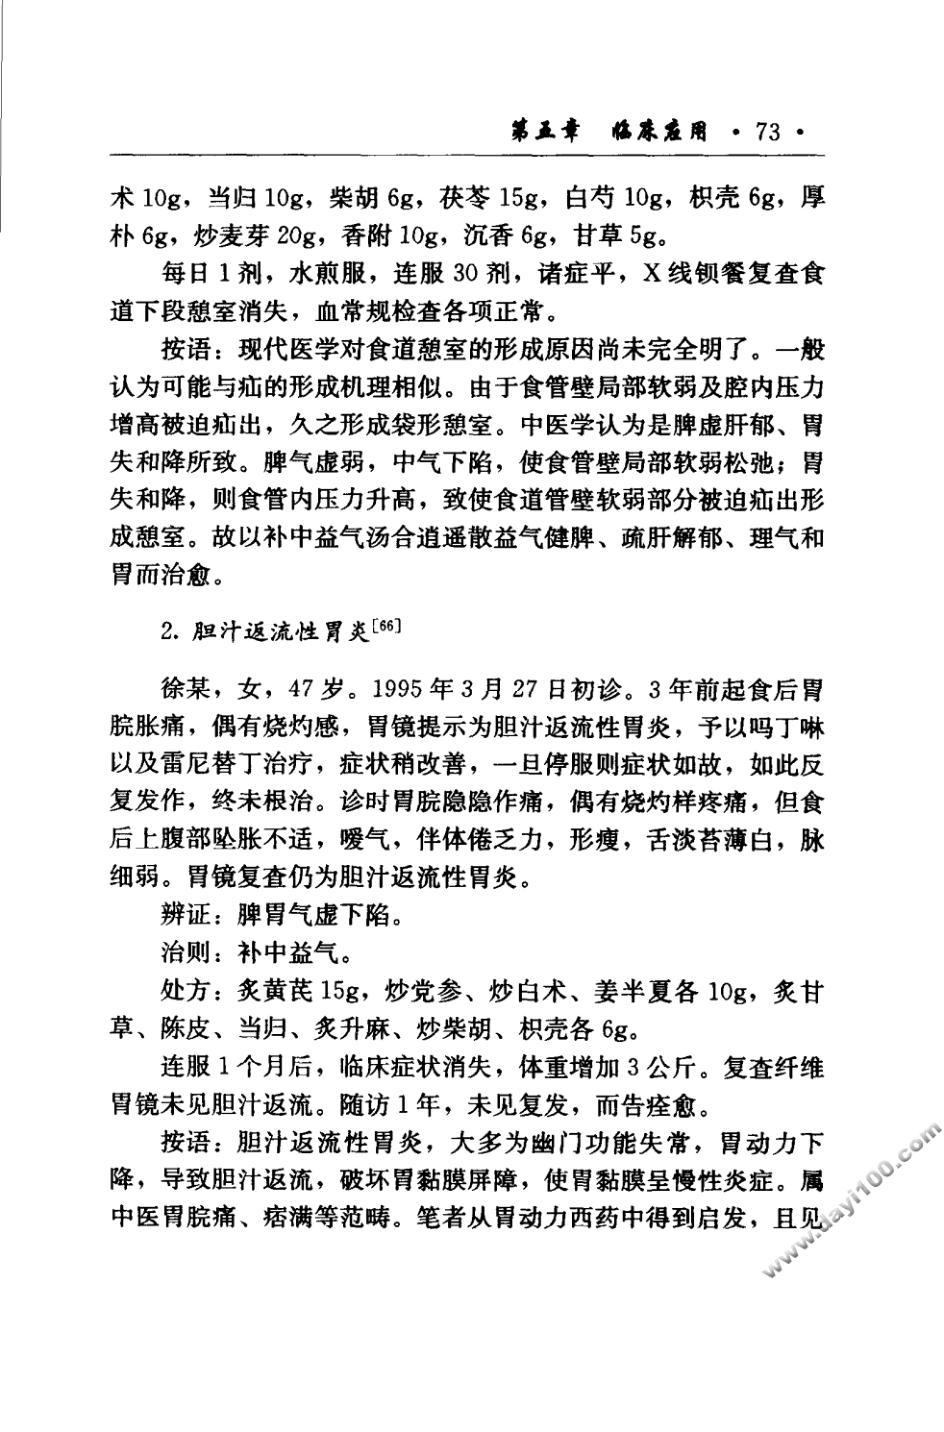 第五章 临床应用 · 73 ·
术 10g，当归 10g，柴胡 6g，茯苓 15g，白芍 10g，枳壳 6g，厚
朴 6g，炒麦芽 20g，香附 10g，沉香 6g，甘草 5g。
每日 1 剂，水煎服，连服 30 剂，诸症平，X 线钡餐复查食
道下段憩室消失，血常规检查各项正常。
按语：现代医学对食道憩室的形成原因尚未完全明了。一般
认为可能与疝的形成机理相似。由于食管壁局部软弱及腔内压力
增高被迫疝出，久之形成袋形憩室。中医学认为是脾虚肝郁、胃
失和降所致。脾气虚弱，中气下陷，使食管壁局部软弱松弛；胃
失和降，则食管内压力升高，致使食道管壁软弱部分被迫疝出形
成憩室。故以补中益气汤合逍遥散益气健脾、疏肝解郁、理气和
胃而治愈。
2. 胆汁返流性胃炎[66]
徐某，女，47 岁。1995 年 3 月 27 日初诊。3 年前起食后胃
脘胀痛，偶有烧灼感，胃镜提示为胆汁返流性胃炎，予以吗丁啉
以及雷尼替丁治疗，症状稍改善，一旦停服则症状如故，如此反
复发作，终未根治。诊时胃脘隐隐作痛，偶有烧灼样疼痛，但食
后上腹部坠胀不适，嗳气，伴体倦乏力，形瘦，舌淡苔薄白，脉
细弱。胃镜复查仍为胆汁返流性胃炎。
辨证：脾胃气虚下陷。
治则：补中益气。
处方：炙黄芪 15g，炒党参、炒白术、姜半夏各 10g，炙甘
草、陈皮、当归、炙升麻、炒柴胡、枳壳各 6g。
连服 1 个月后，临床症状消失，体重增加 3 公斤。复查纤维
胃镜未见胆汁返流。随访 1 年，未见复发，而告痊愈。
按语：胆汁返流性胃炎，大多为幽门功能失常，胃动力下
降，导致胆汁返流，破坏胃黏膜屏障，使胃黏膜呈慢性炎症。属
中医胃脘痛、痞满等范畴。笔者从胃动力西药中得到启发，且见
www.dayi100.com